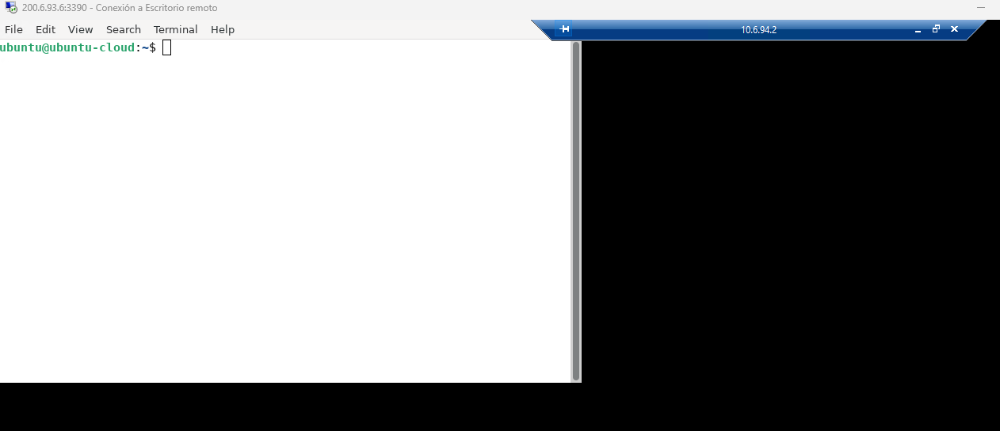 200.6.93.6:3390 - Conexión a Escritorio remoto
File Edit View Search Terminal Help
10.6.94.2
ubuntu@ubuntu-cloud:~$